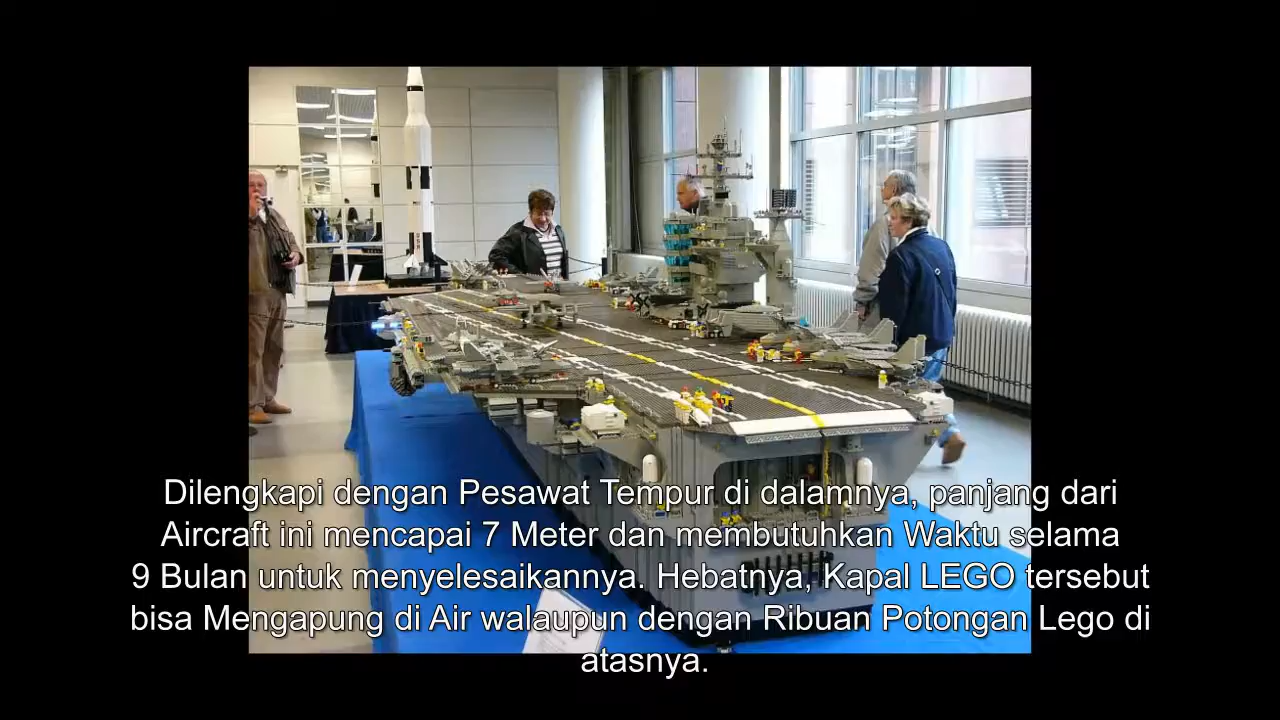 Dilengkapi dengan Pesawat Tempur di dalamnya, panjang dari
Aircraft ini mencapai 7 Meter dan membutuhkan Waktu selama
9 Bulan untuk menyelesaikannya. Hebatnya, Kapal LEGO tersebut
bisa Mengapung di Air walaupun dengan Ribuan Potongan Lego di
atasnya.